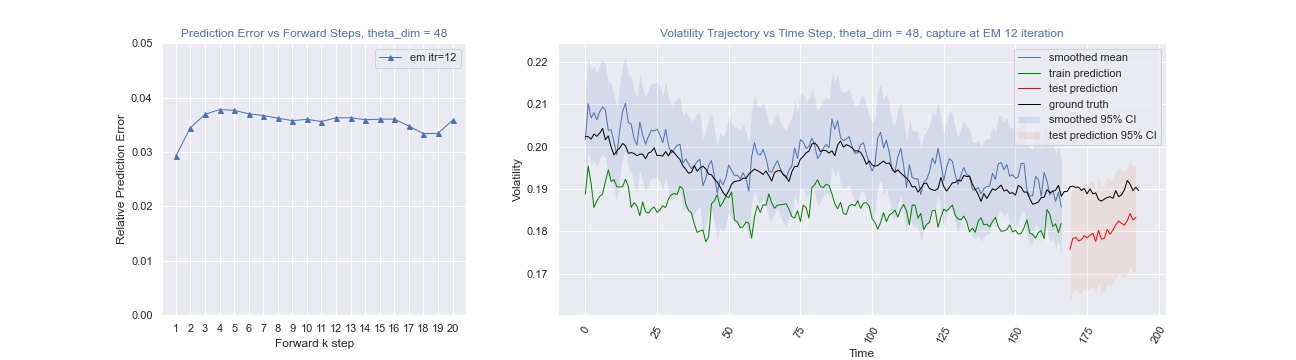 Prediction Error vs Forward Steps, theta_dim = 48
0.05
0.04
0.03
0.02
0.01
0.00
Relative Prediction Error
em itr=12
1 2 3 4 5 6 7 8 9 10 11 12 13 14 15 16 17 18 19 20
Forward k step
Volatility Trajectory vs Time Step, theta_dim = 48, capture at EM 12 iteration
0.22
0.21
0.20
0.19
0.18
0.17
Volatility
smoothed mean
train prediction
test prediction
ground truth
smoothed 95% CI
test prediction 95% CI
0 25 50 75 100 125 150 175 200
Time